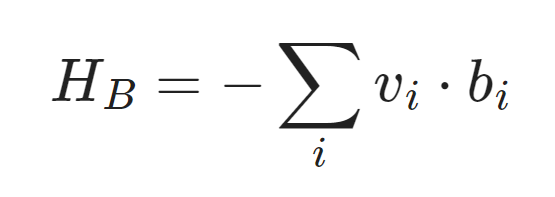 H_B = -\sum_i v_i \cdot b_i